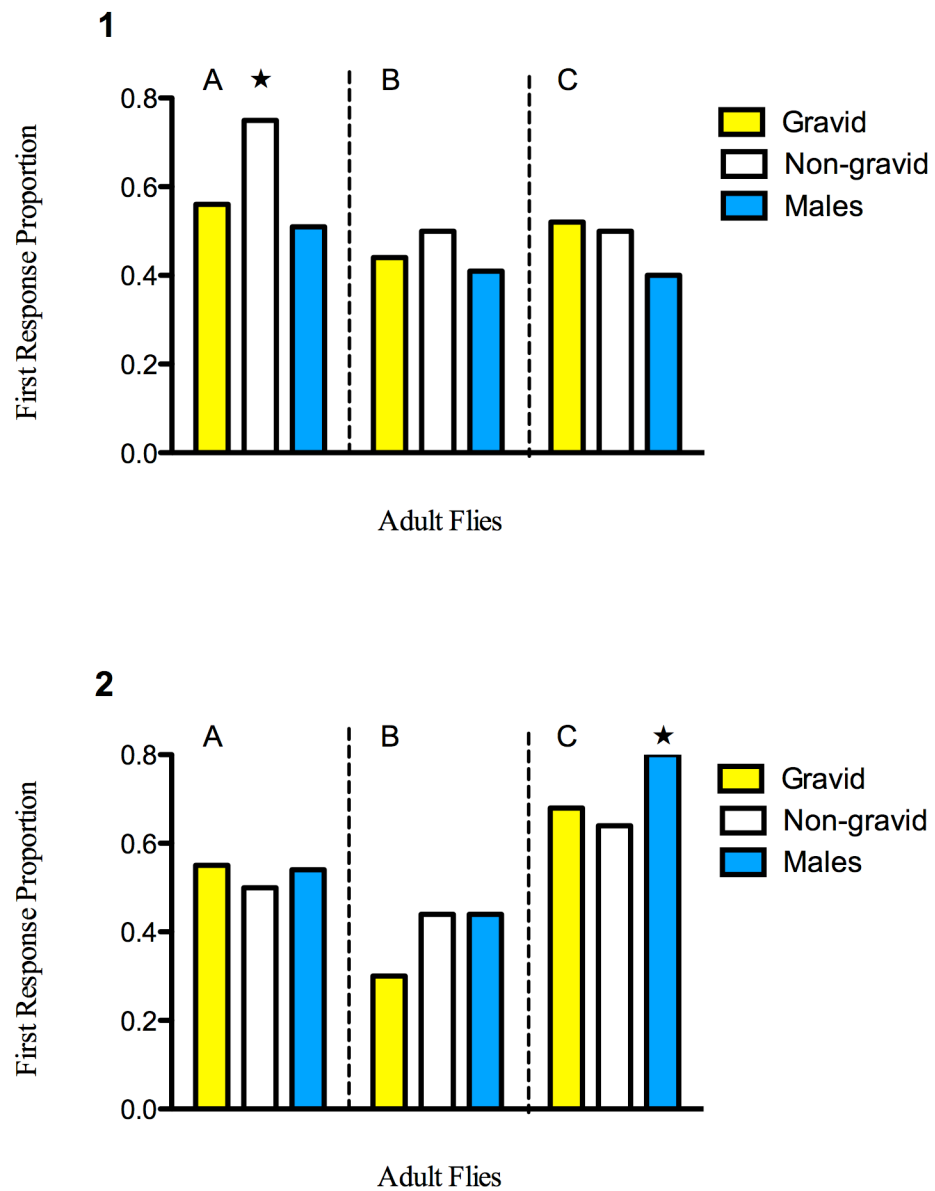 1
A ★ B C
0.8
0.6
0.4
0.2
0.0
First Response Proportion
Adult Flies
Gravid
Non-gravid
Males
2
A B C ★
0.8
0.6
0.4
0.2
0.0
First Response Proportion
Adult Flies
Gravid
Non-gravid
Males